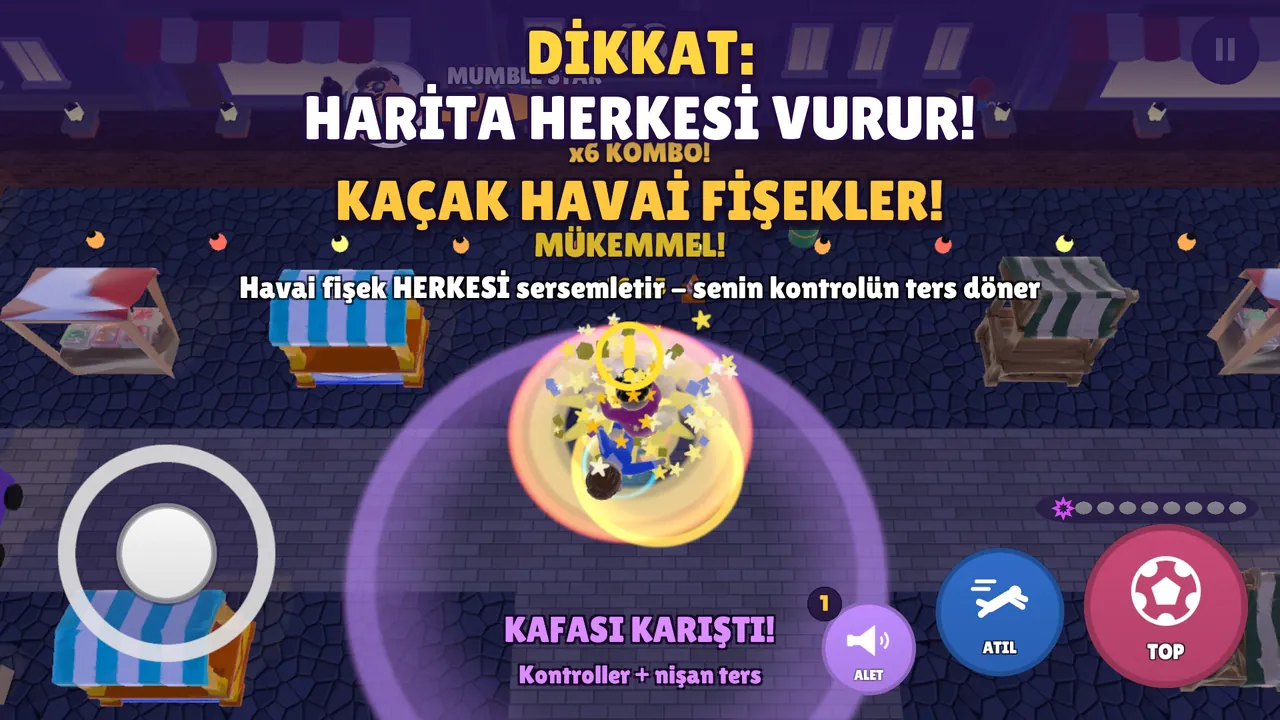 DİKKAT:
MUMBLE STAR
HARİTA HERKESİ VURUR!
x6 KOMBO!
KAÇAK HAVAİ FİŞEKLER!
MÜKEMMEL!
Havai fişek HERKESİ sersemletir – senin kontrolün ters döner
1
KAFASI KARIŞTI!
Kontroller + nişan ters
ALET
ATIL
TOP